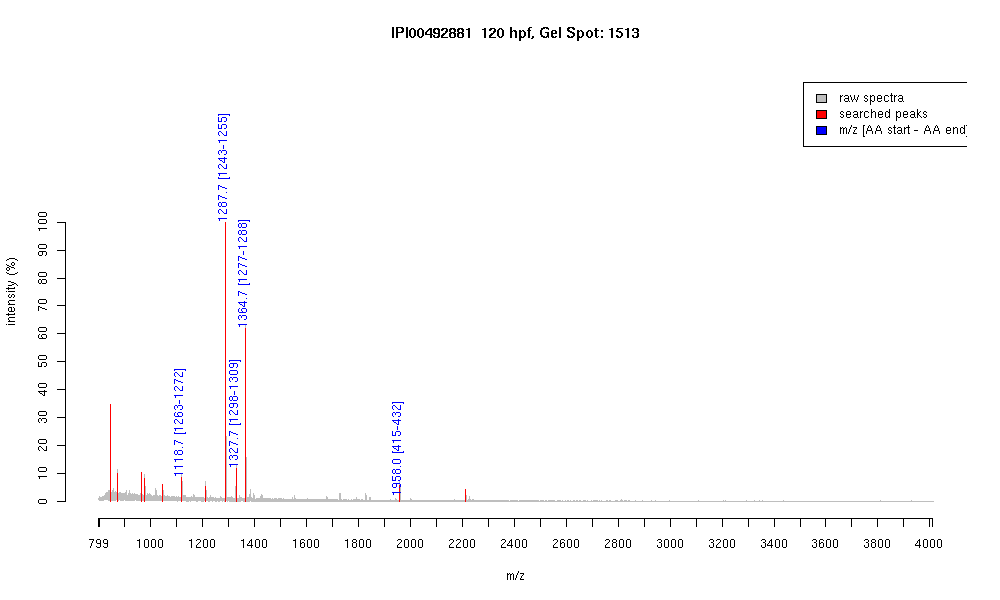 IPI00492881 120 hpf, Gel Spot: 1513
raw spectra
searched peaks
m/z [AA start - AA end]
1287.7 [1243-1255]
1364.7 [1277-1288]
1327.7 [1298-1309]
1118.7 [1263-1272]
1958.0 [415-432]
intensity (%)
100
90
80
70
60
50
40
30
20
10
0
799 1000 1200 1400 1600 1800 2000 2200 2400 2600 2800 3000 3200 3400 3600 3800 4000
m/z